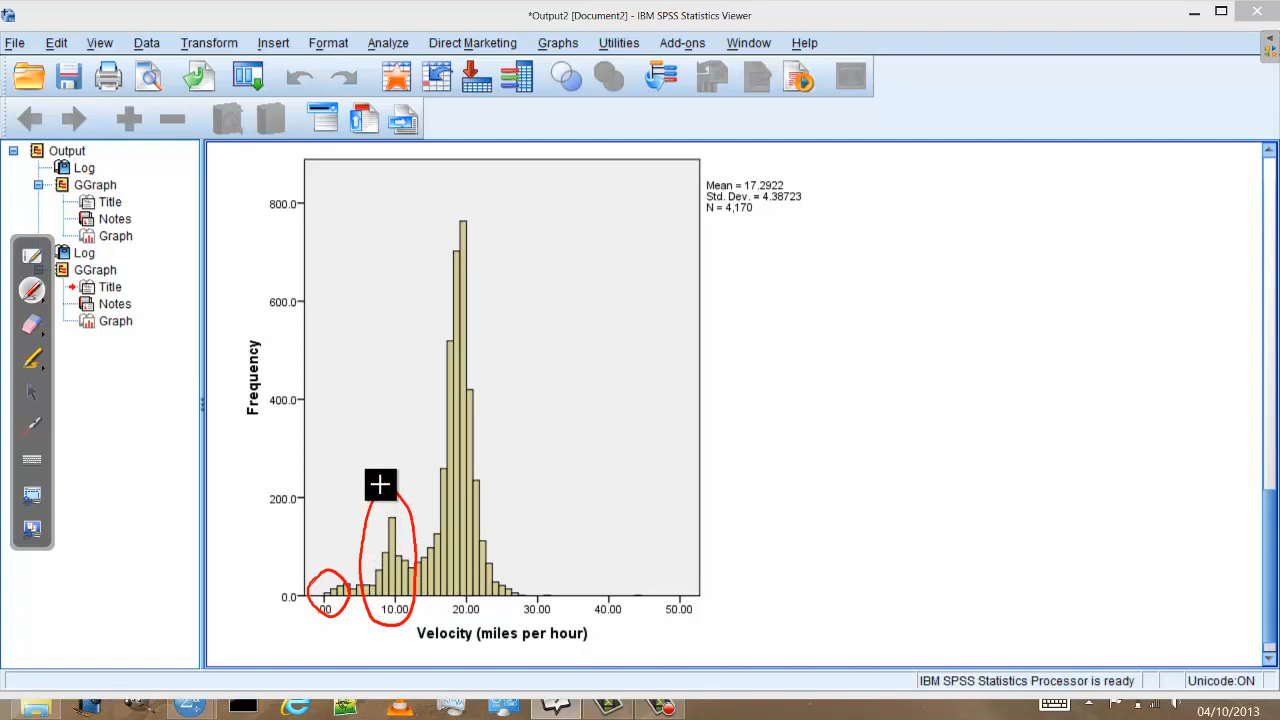 *Output2 [Document2] - IBM SPSS Statistics Viewer
File Edit View Data Transform Insert Format Analyze Direct Marketing Graphs Utilities Add-ons Window Help
Output
Log
GGraph
Title
Notes
Graph
Log
GGraph
Title
Notes
Graph
Mean = 17.2922
Std. Dev. = 4.38723
N = 4,170
800.0
600.0
400.0
200.0
0.0
Frequency
.00 10.00 20.00 30.00 40.00 50.00
Velocity (miles per hour)
IBM SPSS Statistics Processor is ready
Unicode:ON
04/10/2013